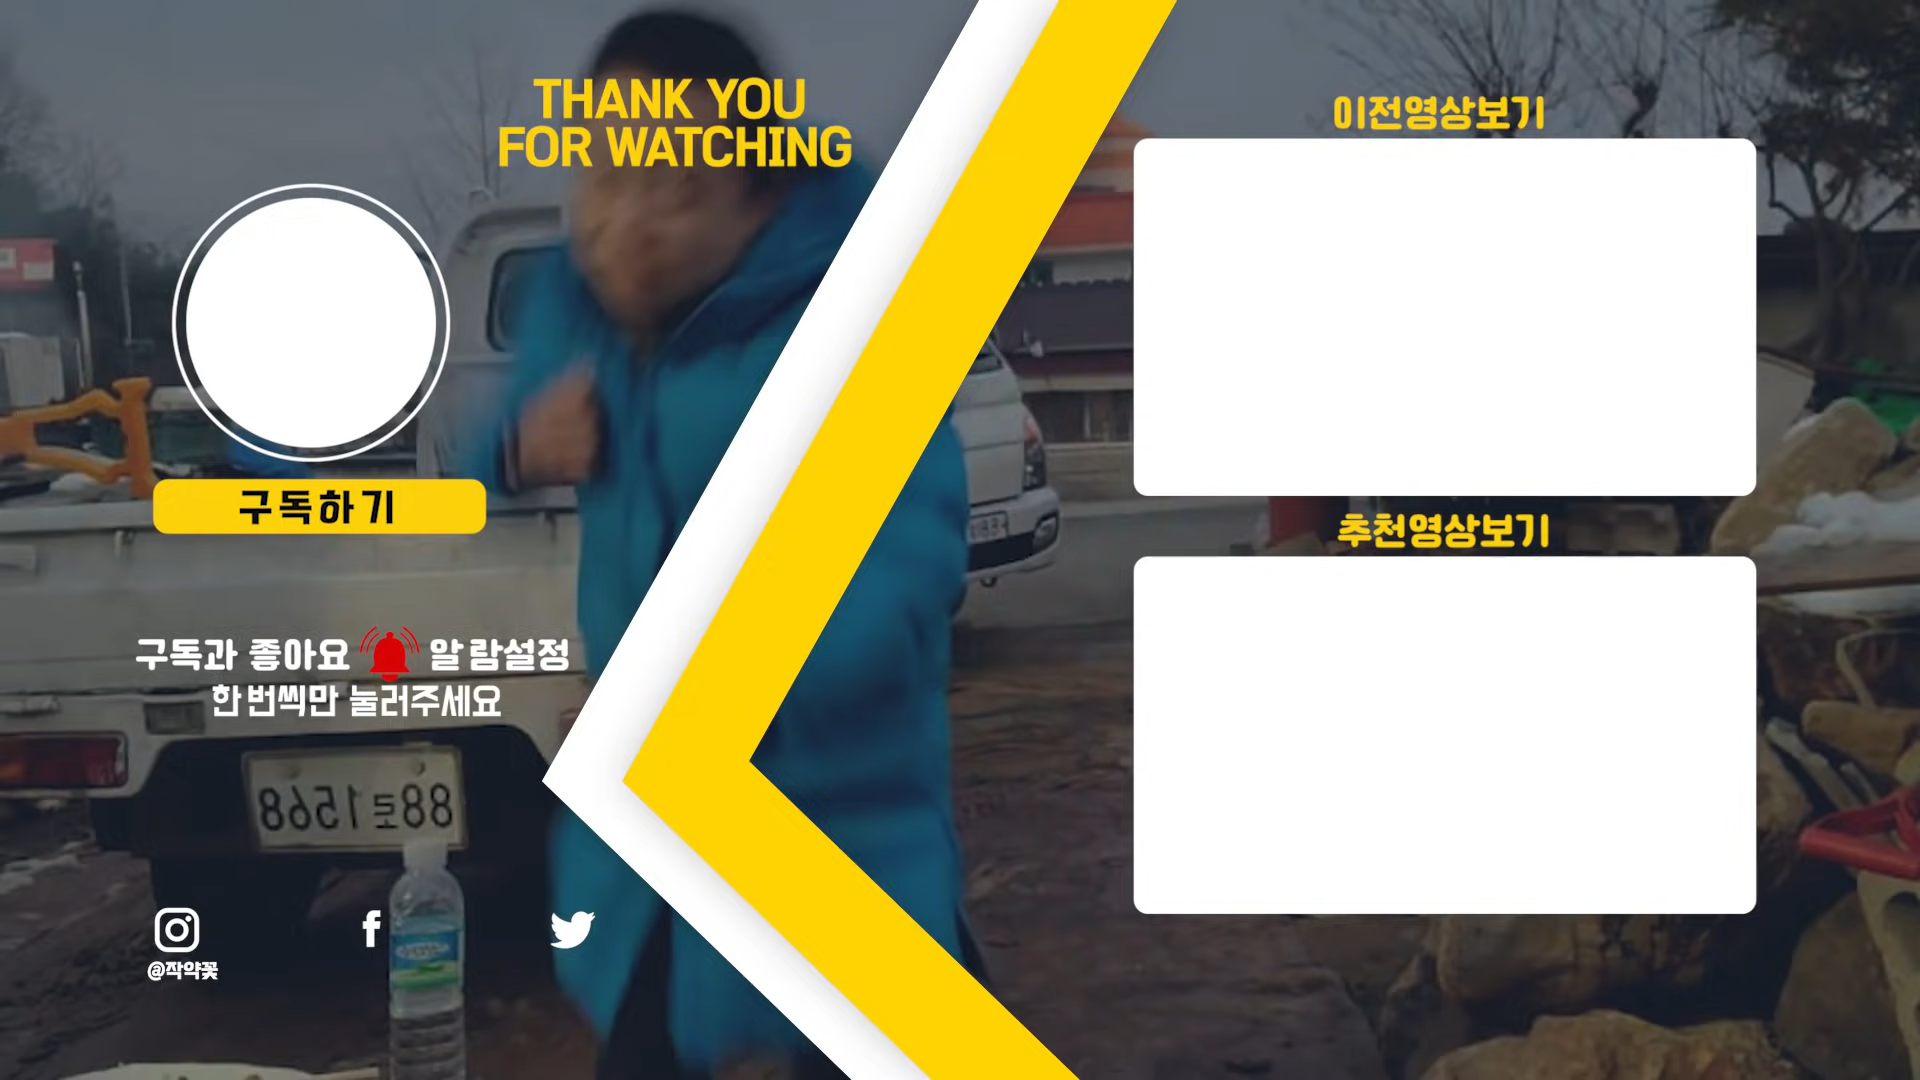 THANK YOU
FOR WATCHING
구독하기
구독과 좋아요 알람설정
한번씩만 눌러주세요
88로1568
@작약꽃
이전영상보기
추천영상보기